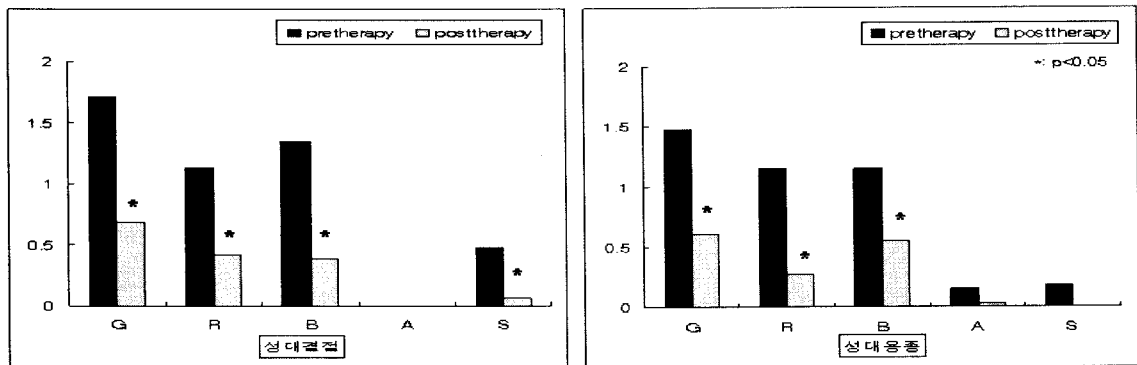 pretherapy posttherapy
2
1.5
1
0.5
0
* * * *
G R B A S
성대결절
pretherapy posttherapy
*: p<0.05
2
1.5
1
0.5
0
* * *
G R B A S
성대용종